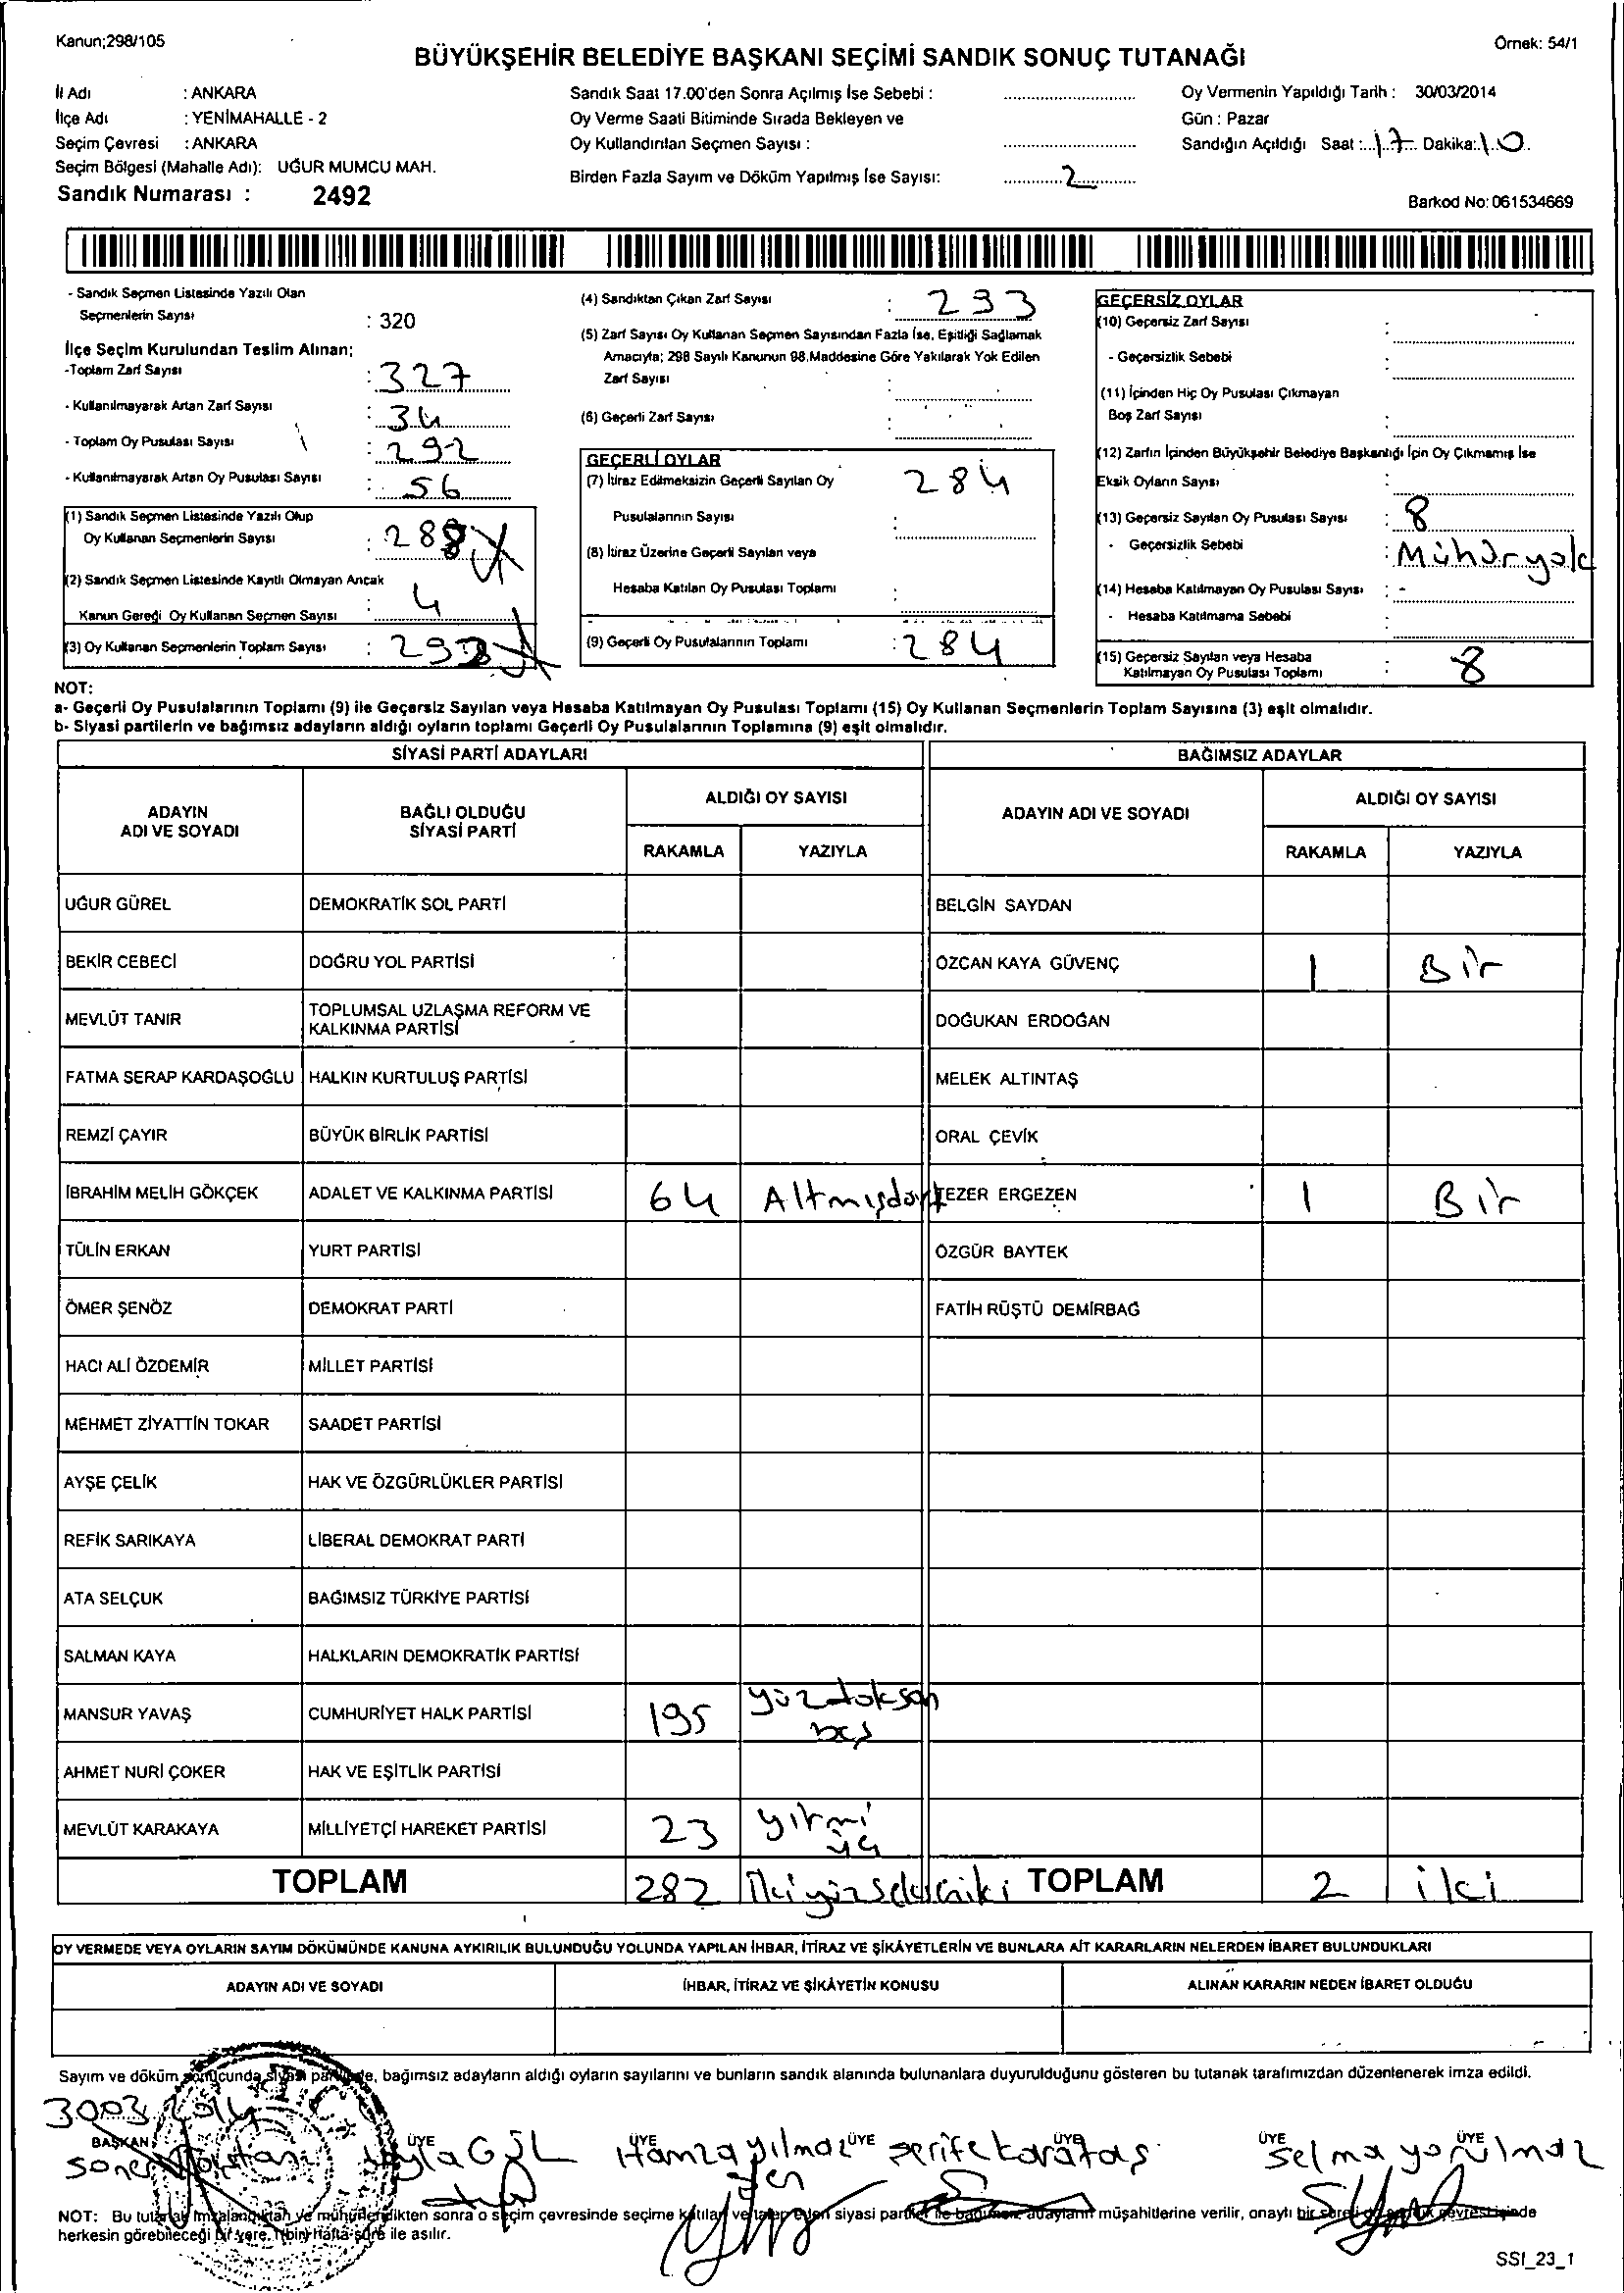 Kanun;298/105
Örnek: 54/1
BÜYÜKŞEHİR BELEDİYE BAŞKANI SEÇİMİ SANDIK SONUÇ TUTANAĞI
İl Adı : ANKARA
İlçe Adı : YENİMAHALLE - 2
Seçim Çevresi : ANKARA
Seçim Bölgesi (Mahalle Adı): UĞUR MUMCU MAH.
Sandık Numarası : 2492
Sandık Saat 17.00'den Sonra Açılmış İse Sebebi :
Oy Verme Saati Bitiminde Sırada Bekleyen ve
Oy Kullandırılan Seçmen Sayısı :
Birden Fazla Sayım ve Döküm Yapılmış İse Sayısı: 2
Oy Vermenin Yapıldığı Tarih : 30/03/2014
Gün : Pazar
Sandığın Açıldığı Saat : 17 Dakika: 10
Barkod No: 061534669
- Sandık Seçmen Listesinde Yazılı Olan
Seçmenlerin Sayısı : 320
İlçe Seçim Kurulundan Teslim Alınan;
-Toplam Zarf Sayısı : 327
- Kullanılmayarak Artan Zarf Sayısı : 34
- Toplam Oy Pusulası Sayısı : 292
- Kullanılmayarak Artan Oy Pusulası Sayısı : 56
(1) Sandık Seçmen Listesinde Yazılı Olup
Oy Kullanan Seçmenlerin Sayısı : 288
(2) Sandık Seçmen Listesinde Kayıtlı Olmayan Ancak
Kanun Gereği Oy Kullanan Seçmen Sayısı : 4
(3) Oy Kullanan Seçmenlerin Toplam Sayısı :
(4) Sandıktan Çıkan Zarf Sayısı : 293
(5) Zarf Sayısı Oy Kullanan Seçmen Sayısından Fazla İse, Eşitliği Sağlamak
Amacıyla; 298 Sayılı Kanunun 98.Maddesine Göre Yakılarak Yok Edilen
Zarf Sayısı :
(6) Geçerli Zarf Sayısı :
GEÇERLİ OYLAR
(7) İtiraz Edilmeksizin Geçerli Sayılan Oy 284
Pusulalarının Sayısı :
(8) İtiraz Üzerine Geçerli Sayılan veya
Hesaba Katılan Oy Pusulası Toplamı :
(9) Geçerli Oy Pusulalarının Toplamı : 284
GEÇERSİZ OYLAR
(10) Geçersiz Zarf Sayısı :
- Geçersizlik Sebebi :
(11) İçinden Hiç Oy Pusulası Çıkmayan
Boş Zarf Sayısı :
(12) Zarfın İçinden Büyükşehir Belediye Başkanlığı İçin Oy Çıkmamış İse
Eksik Oyların Sayısı :
(13) Geçersiz Sayılan Oy Pusulası Sayısı : 8
- Geçersizlik Sebebi : Mühür yok
(14) Hesaba Katılmayan Oy Pusulası Sayısı : -
- Hesaba Katılmama Sebebi :
(15) Geçersiz Sayılan veya Hesaba
Katılmayan Oy Pusulası Toplamı : 8
NOT:
a- Geçerli Oy Pusulalarının Toplamı (9) ile Geçersiz Sayılan veya Hesaba Katılmayan Oy Pusulası Toplamı (15) Oy Kullanan Seçmenlerin Toplam Sayısına (3) eşit olmalıdır.
b- Siyasi partilerin ve bağımsız adayların aldığı oyların toplamı Geçerli Oy Pusulalarının Toplamına (9) eşit olmalıdır.
SİYASİ PARTİ ADAYLARI
BAĞIMSIZ ADAYLAR
ADAYIN ADI VE SOYADI
BAĞLI OLDUĞU SİYASİ PARTİ
ALDIĞI OY SAYISI
RAKAMLA YAZIYLA
ADAYIN ADI VE SOYADI
ALDIĞI OY SAYISI
RAKAMLA YAZIYLA
UĞUR GÜREL DEMOKRATİK SOL PARTİ BELGİN SAYDAN
BEKİR CEBECİ DOĞRU YOL PARTİSİ ÖZCAN KAYA GÜVENÇ 1 Bir
MEVLÜT TANIR TOPLUMSAL UZLAŞMA REFORM VE KALKINMA PARTİSİ DOĞUKAN ERDOĞAN
FATMA SERAP KARDAŞOĞLU HALKIN KURTULUŞ PARTİSİ MELEK ALTINTAŞ
REMZİ ÇAYIR BÜYÜK BİRLİK PARTİSİ ORAL ÇEVİK
İBRAHİM MELİH GÖKÇEK ADALET VE KALKINMA PARTİSİ 64 Altmışdört TEZER ERGEZEN 1 Bir
TÜLİN ERKAN YURT PARTİSİ ÖZGÜR BAYTEK
ÖMER ŞENÖZ DEMOKRAT PARTİ FATİH RÜŞTÜ DEMİRBAĞ
HACI ALİ ÖZDEMİR MİLLET PARTİSİ
MEHMET ZİYATTİN TOKAR SAADET PARTİSİ
AYŞE ÇELİK HAK VE ÖZGÜRLÜKLER PARTİSİ
REFİK SARIKAYA LİBERAL DEMOKRAT PARTİ
ATA SELÇUK BAĞIMSIZ TÜRKİYE PARTİSİ
SALMAN KAYA HALKLARIN DEMOKRATİK PARTİSİ
MANSUR YAVAŞ CUMHURİYET HALK PARTİSİ 195 yüzdoksan beş
AHMET NURİ ÇOKER HAK VE EŞİTLİK PARTİSİ
MEVLÜT KARAKAYA MİLLİYETÇİ HAREKET PARTİSİ 23 yirmi üç
TOPLAM 282 İkiyüzsekseniki TOPLAM 2 iki
OY VERMEDE VEYA OYLARIN SAYIM DÖKÜMÜNDE KANUNA AYKIRILIK BULUNDUĞU YOLUNDA YAPILAN İHBAR, İTİRAZ VE ŞİKÂYETLERİN VE BUNLARA AİT KARARLARIN NELERDEN İBARET BULUNDUKLARI
ADAYIN ADI VE SOYADI İHBAR, İTİRAZ VE ŞİKÂYETİN KONUSU ALINAN KARARIN NEDEN İBARET OLDUĞU
Sayım ve döküm sonucunda siyasi partilere, bağımsız adayların aldığı oyların sayılarını ve bunların sandık alanında bulunanlara duyurulduğunu gösteren bu tutanak tarafımızdan düzenlenerek imza edildi.
3003 2014
BAŞKAN ÜYE ÜYE ÜYE ÜYE ÜYE ÜYE
Soner Leyla GÜL Hamza yılmaz Şerife karataş Selma yorulmaz
NOT: Bu tutanak imzalandıktan ve mühürlendikten sonra o seçim çevresinde seçime katılan ve talep eden siyasi partiler ile bağımsız adayların müşahitlerine verilir, onaylı bir sureti de sandık çevresinde
herkesin görebileceği bir yere, (bir) hafta süre ile asılır.
SSI_23_1